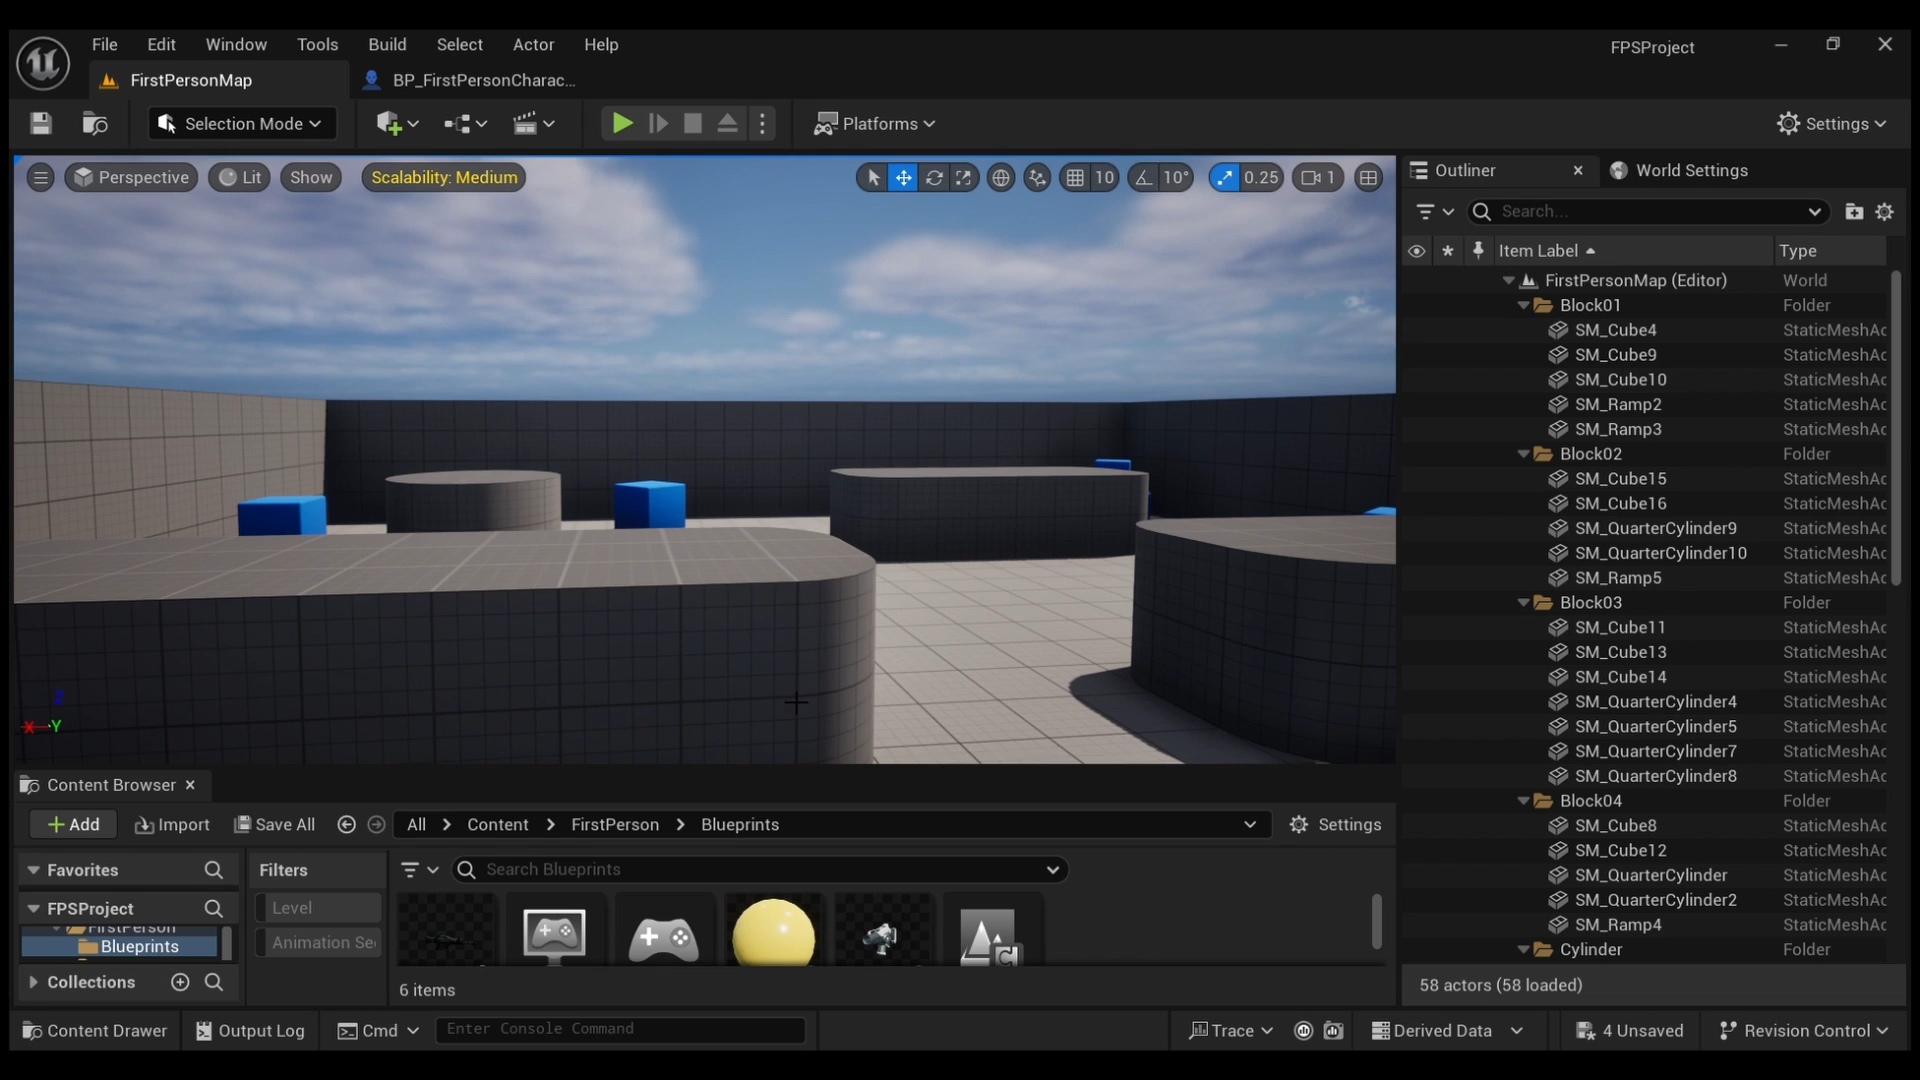 File Edit Window Tools Build Select Actor Help
FPSProject
FirstPersonMap
BP_FirstPersonCharac...
Selection Mode
Platforms
Settings
Perspective
Lit
Show
Scalability: Medium
10
10°
0.25
1
Z
X
Y
Outliner
World Settings
Search...
Item Label
Type
FirstPersonMap (Editor) World
Block01 Folder
SM_Cube4 StaticMeshAc
SM_Cube9 StaticMeshAc
SM_Cube10 StaticMeshAc
SM_Ramp2 StaticMeshAc
SM_Ramp3 StaticMeshAc
Block02 Folder
SM_Cube15 StaticMeshAc
SM_Cube16 StaticMeshAc
SM_QuarterCylinder9 StaticMeshAc
SM_QuarterCylinder10 StaticMeshAc
SM_Ramp5 StaticMeshAc
Block03 Folder
SM_Cube11 StaticMeshAc
SM_Cube13 StaticMeshAc
SM_Cube14 StaticMeshAc
SM_QuarterCylinder4 StaticMeshAc
SM_QuarterCylinder5 StaticMeshAc
SM_QuarterCylinder7 StaticMeshAc
SM_QuarterCylinder8 StaticMeshAc
Block04 Folder
SM_Cube8 StaticMeshAc
SM_Cube12 StaticMeshAc
SM_QuarterCylinder StaticMeshAc
SM_QuarterCylinder2 StaticMeshAc
SM_Ramp4 StaticMeshAc
Cylinder Folder
58 actors (58 loaded)
Content Browser
Add
Import
Save All
All > Content > FirstPerson > Blueprints
Settings
Favorites
FPSProject
FirstPerson
Blueprints
Collections
Filters
Level
Animation Se
Search Blueprints
6 items
Content Drawer
Output Log
Cmd
Enter Console Command
Trace
Derived Data
4 Unsaved
Revision Control